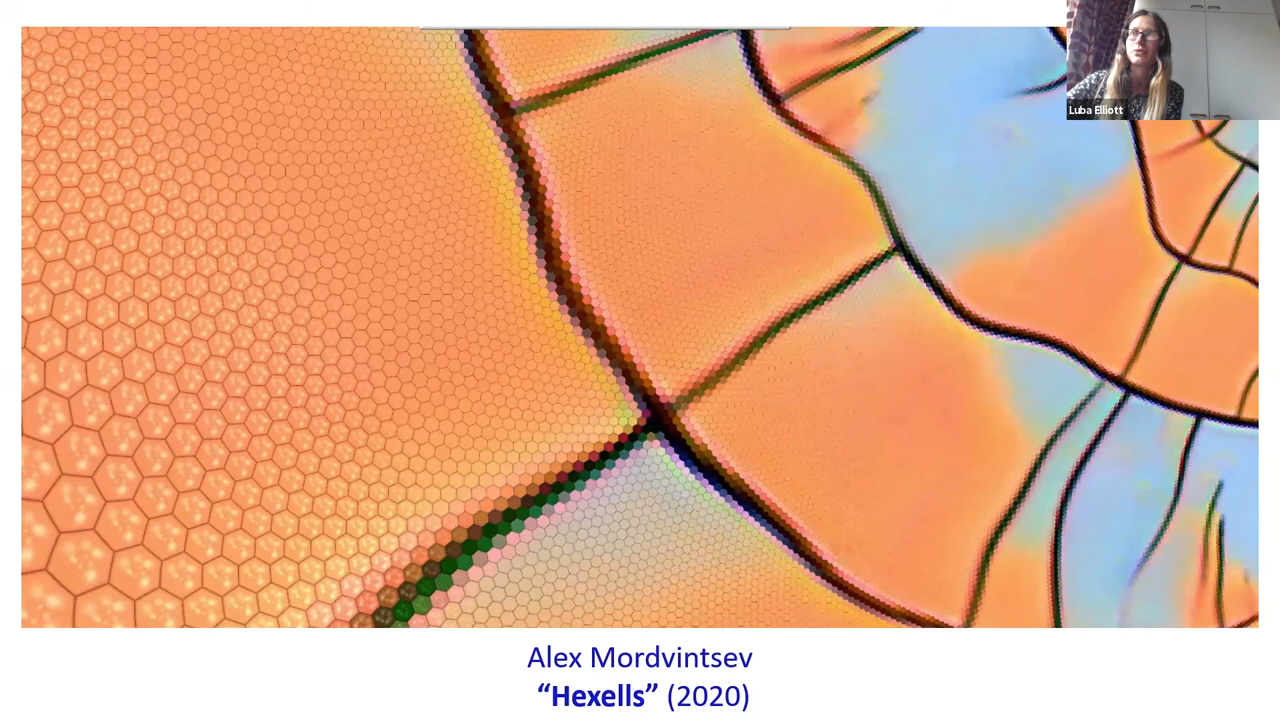 Luba Elliott
Alex Mordvintsev
“Hexells” (2020)